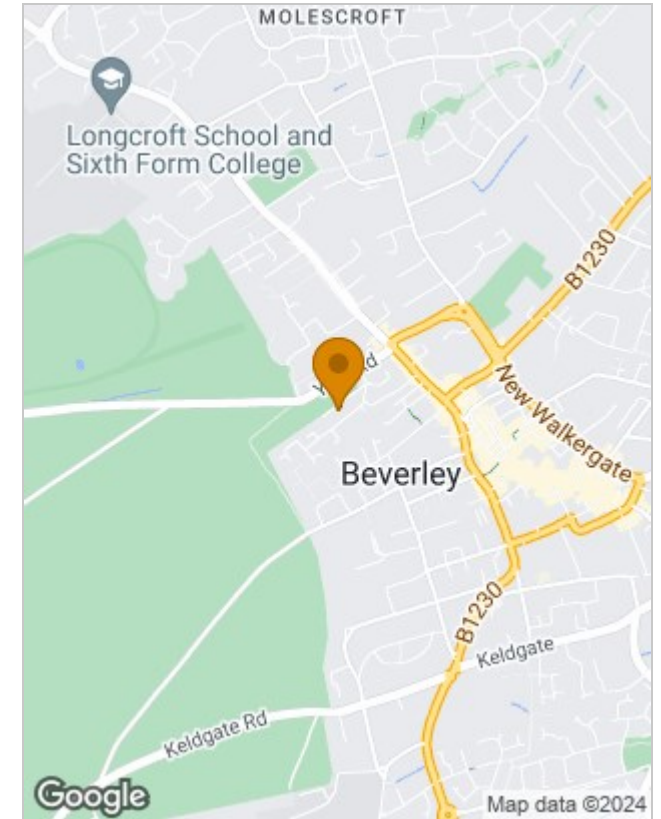 MOLESCROFT
Longcroft School and
Sixth Form College
B1230
New Walkergate
Beverley
B1230
Keldgate
Keldgate Rd
Google
Map data ©2024